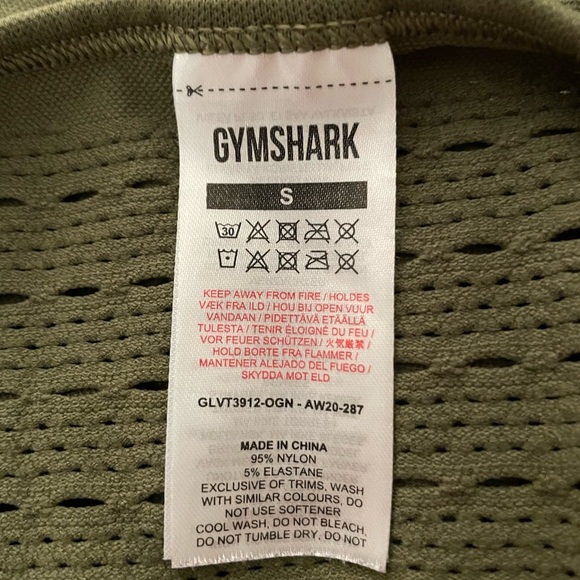 GYMSHARK
S
30
KEEP AWAY FROM FIRE / HOLDES
VÆK FRA ILD / HOU BIJ OPEN VUUR
VANDAAN / PIDETTÄVÄ ETÄÄLLÄ
TULESTA / TENIR ÉLOIGNÉ DU FEU /
VOR FEUER SCHÜTZEN / 火気厳禁 /
HOLD BORTE FRA FLAMMER /
MANTENER ALEJADO DEL FUEGO /
SKYDDA MOT ELD
GLVT3912-OGN - AW20-287
MADE IN CHINA
95% NYLON
5% ELASTANE
EXCLUSIVE OF TRIMS, WASH
WITH SIMILAR COLOURS, DO
NOT USE SOFTENER
COOL WASH, DO NOT BLEACH,
DO NOT TUMBLE DRY, DO NOT